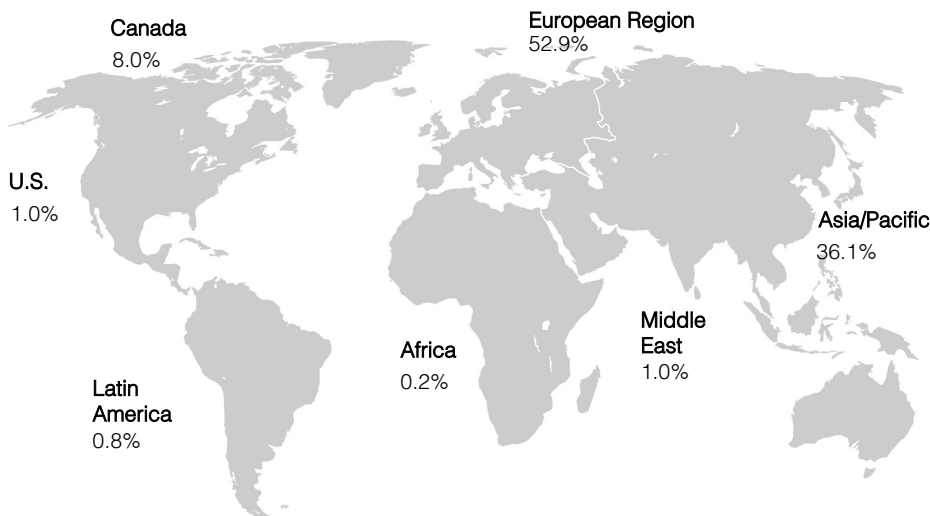 Canada
8.0%
European Region
52.9%
U.S.
1.0%
Asia/Pacific
36.1%
Middle
East
1.0%
Africa
0.2%
Latin
America
0.8%